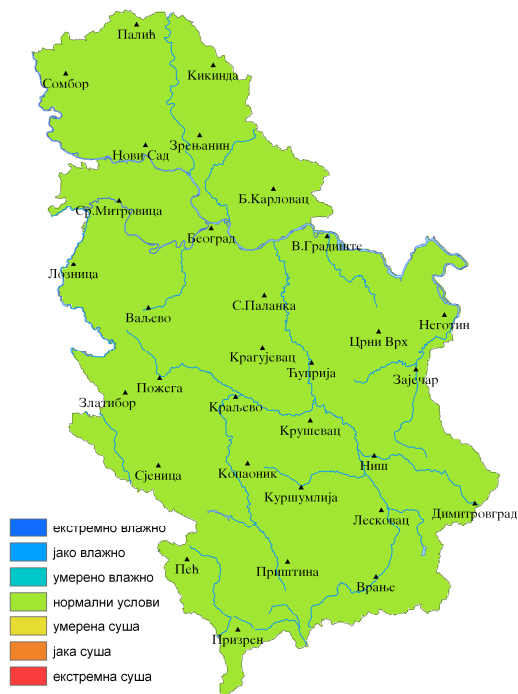 Палић
Кикинда
Сомбор
Зрењанин
Нови Сад
Б.Карловац
Ср.Митровица
Београд
В.Градиште
Лозница
С.Паланка
Ваљево
Неготин
Црни Врх
Крагујевац
Ћуприја
Зајечар
Пожега
Златибор
Краљево
Крушевац
Ниш
Сјеница
Копаоник
Куршумлија
Лесковац
Димитровград
Пећ
Приштина
Врање
Призрен
екстремно влажно
јако влажно
умерено влажно
нормални услови
умерена суша
јака суша
екстремна суша